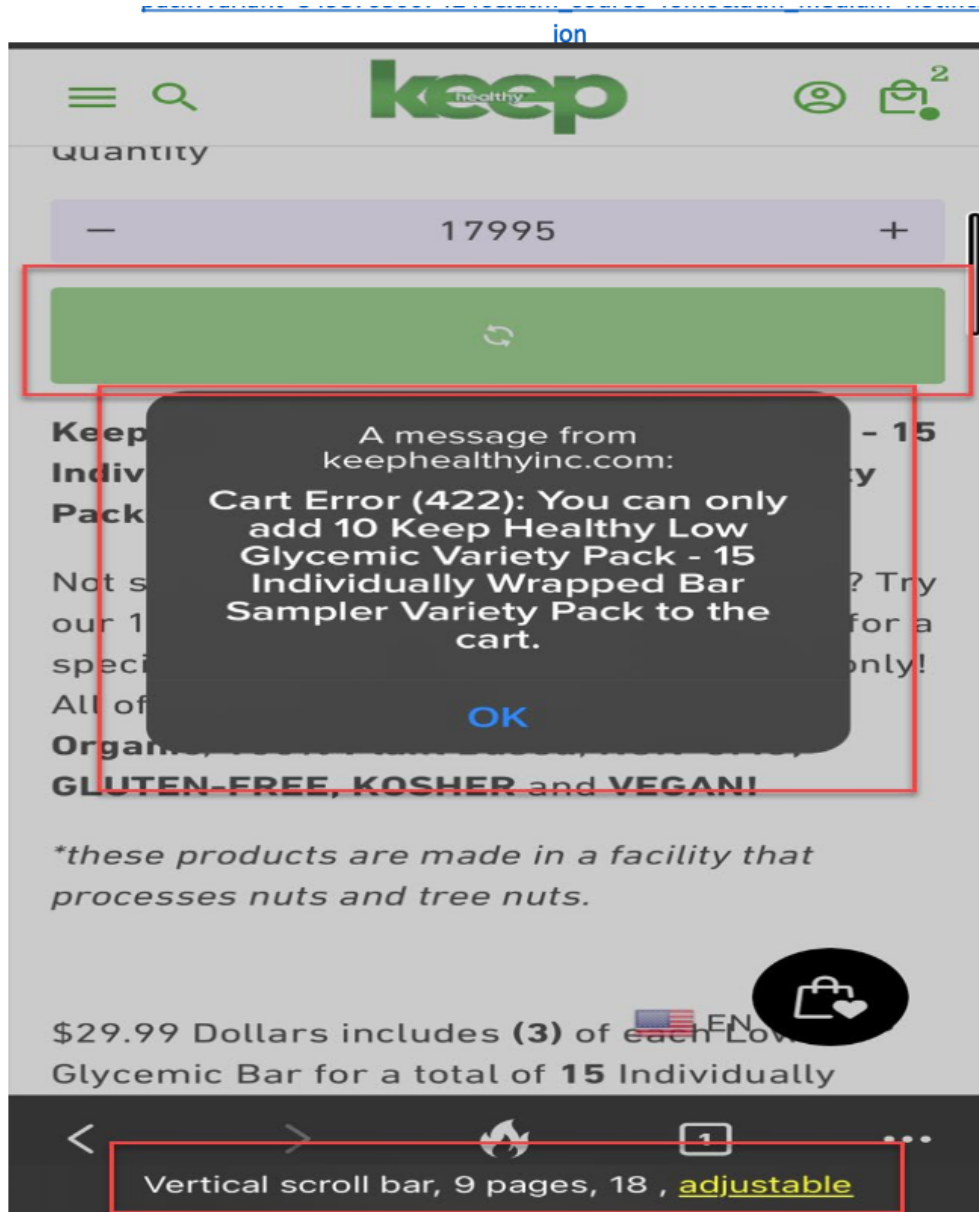 ion
keep
healthy
2
Quantity
− 17995 +
Keep - 15
Indiv y
Pack
A message from
keephealthyinc.com:
Cart Error (422): You can only
add 10 Keep Healthy Low
Glycemic Variety Pack - 15
Individually Wrapped Bar
Sampler Variety Pack to the
cart.
OK
Not s ? Try
our 1 for a
speci only!
All of
GLUTEN-FREE, KOSHER and VEGAN!
*these products are made in a facility that
processes nuts and tree nuts.
EN
$29.99 Dollars includes (3) of each Low
Glycemic Bar for a total of 15 Individually
1
Vertical scroll bar, 9 pages, 18 , adjustable